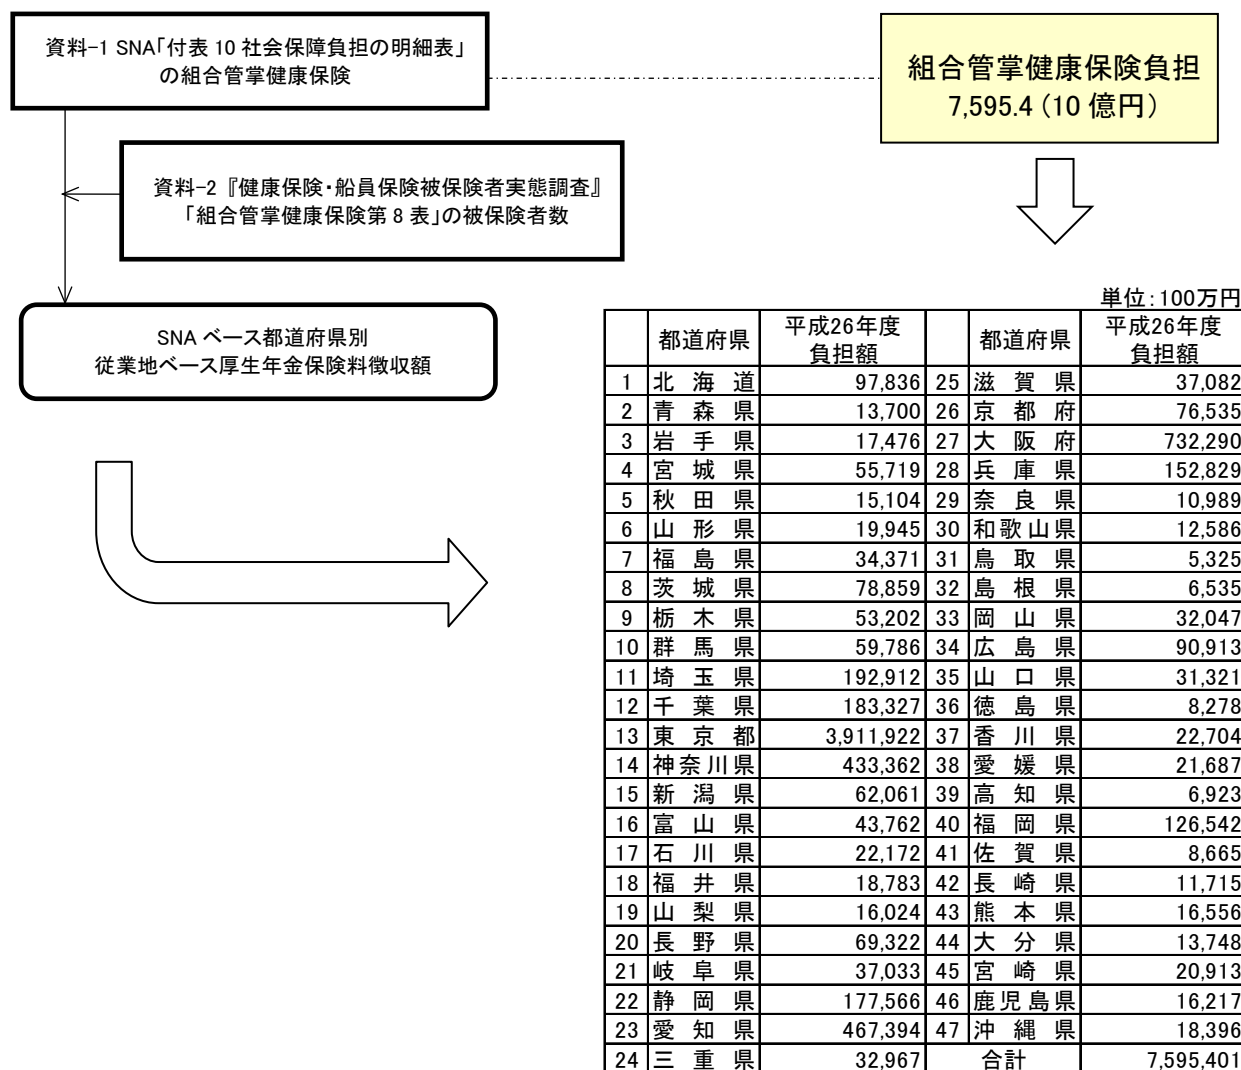 資料-1 SNA「付表 10 社会保障負担の明細表」
の組合管掌健康保険
組合管掌健康保険負担
7,595.4（10 億円）
資料-2『健康保険・船員保険被保険者実態調査』
「組合管掌健康保険第 8 表」の被保険者数
SNA ベース都道府県別
従業地ベース厚生年金保険料徴収額
単位：100万円
都道府県 平成26年度 負担額 都道府県 平成26年度 負担額
1 北海道 97,836 25 滋賀県 37,082
2 青森県 13,700 26 京都府 76,535
3 岩手県 17,476 27 大阪府 732,290
4 宮城県 55,719 28 兵庫県 152,829
5 秋田県 15,104 29 奈良県 10,989
6 山形県 19,945 30 和歌山県 12,586
7 福島県 34,371 31 鳥取県 5,325
8 茨城県 78,859 32 島根県 6,535
9 栃木県 53,202 33 岡山県 32,047
10 群馬県 59,786 34 広島県 90,913
11 埼玉県 192,912 35 山口県 31,321
12 千葉県 183,327 36 徳島県 8,278
13 東京都 3,911,922 37 香川県 22,704
14 神奈川県 433,362 38 愛媛県 21,687
15 新潟県 62,061 39 高知県 6,923
16 富山県 43,762 40 福岡県 126,542
17 石川県 22,172 41 佐賀県 8,665
18 福井県 18,783 42 長崎県 11,715
19 山梨県 16,024 43 熊本県 16,556
20 長野県 69,322 44 大分県 13,748
21 岐阜県 37,033 45 宮崎県 20,913
22 静岡県 177,566 46 鹿児島県 16,217
23 愛知県 467,394 47 沖縄県 18,396
24 三重県 32,967 合計 7,595,401